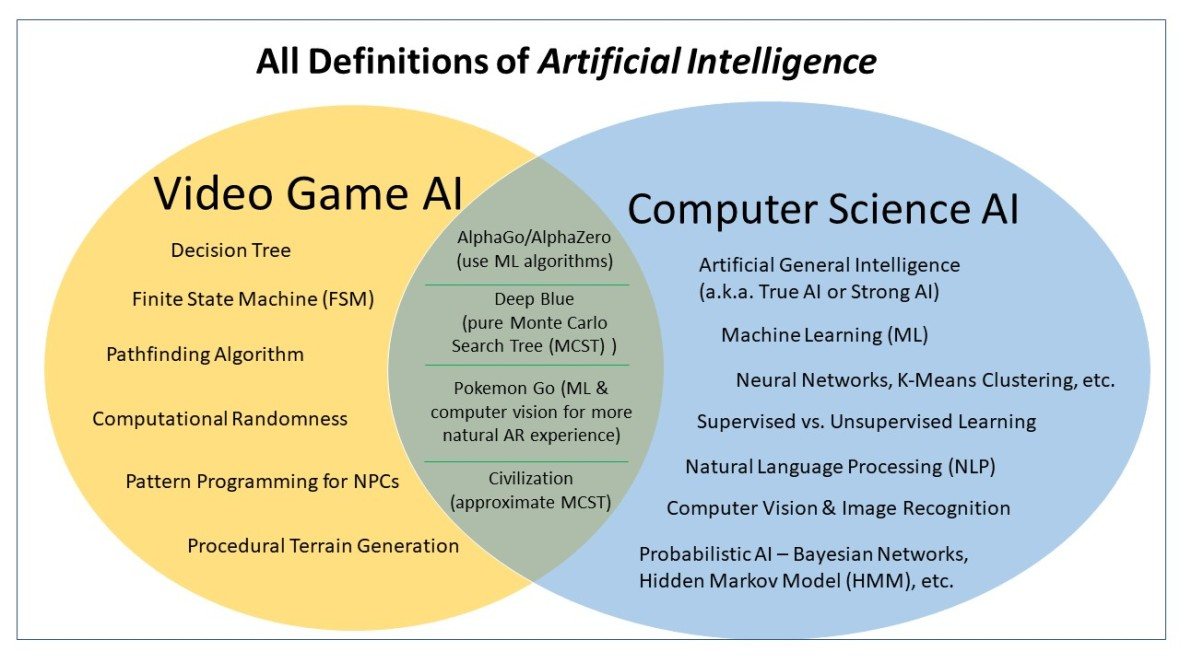 All Definitions of Artificial Intelligence
Video Game AI
Decision Tree
Finite State Machine (FSM)
Pathfinding Algorithm
Computational Randomness
Pattern Programming for NPCs
Procedural Terrain Generation
AlphaGo/AlphaZero
(use ML algorithms)
Deep Blue
(pure Monte Carlo
Search Tree (MCST) )
Pokemon Go (ML &
computer vision for more
natural AR experience)
Civilization
(approximate MCST)
Computer Science AI
Artificial General Intelligence
(a.k.a. True AI or Strong AI)
Machine Learning (ML)
Neural Networks, K-Means Clustering, etc.
Supervised vs. Unsupervised Learning
Natural Language Processing (NLP)
Computer Vision & Image Recognition
Probabilistic AI – Bayesian Networks,
Hidden Markov Model (HMM), etc.